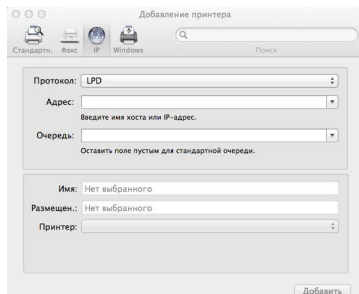 Добавление принтера
Стандартн. Факс IP Windows Поиск
Протокол: LPD
Адрес:
Введите имя хоста или IP-адрес.
Очередь:
Оставить поле пустым для стандартной очереди.
Имя: Нет выбранного
Размещен.: Нет выбранного
Принтер:
Добавить